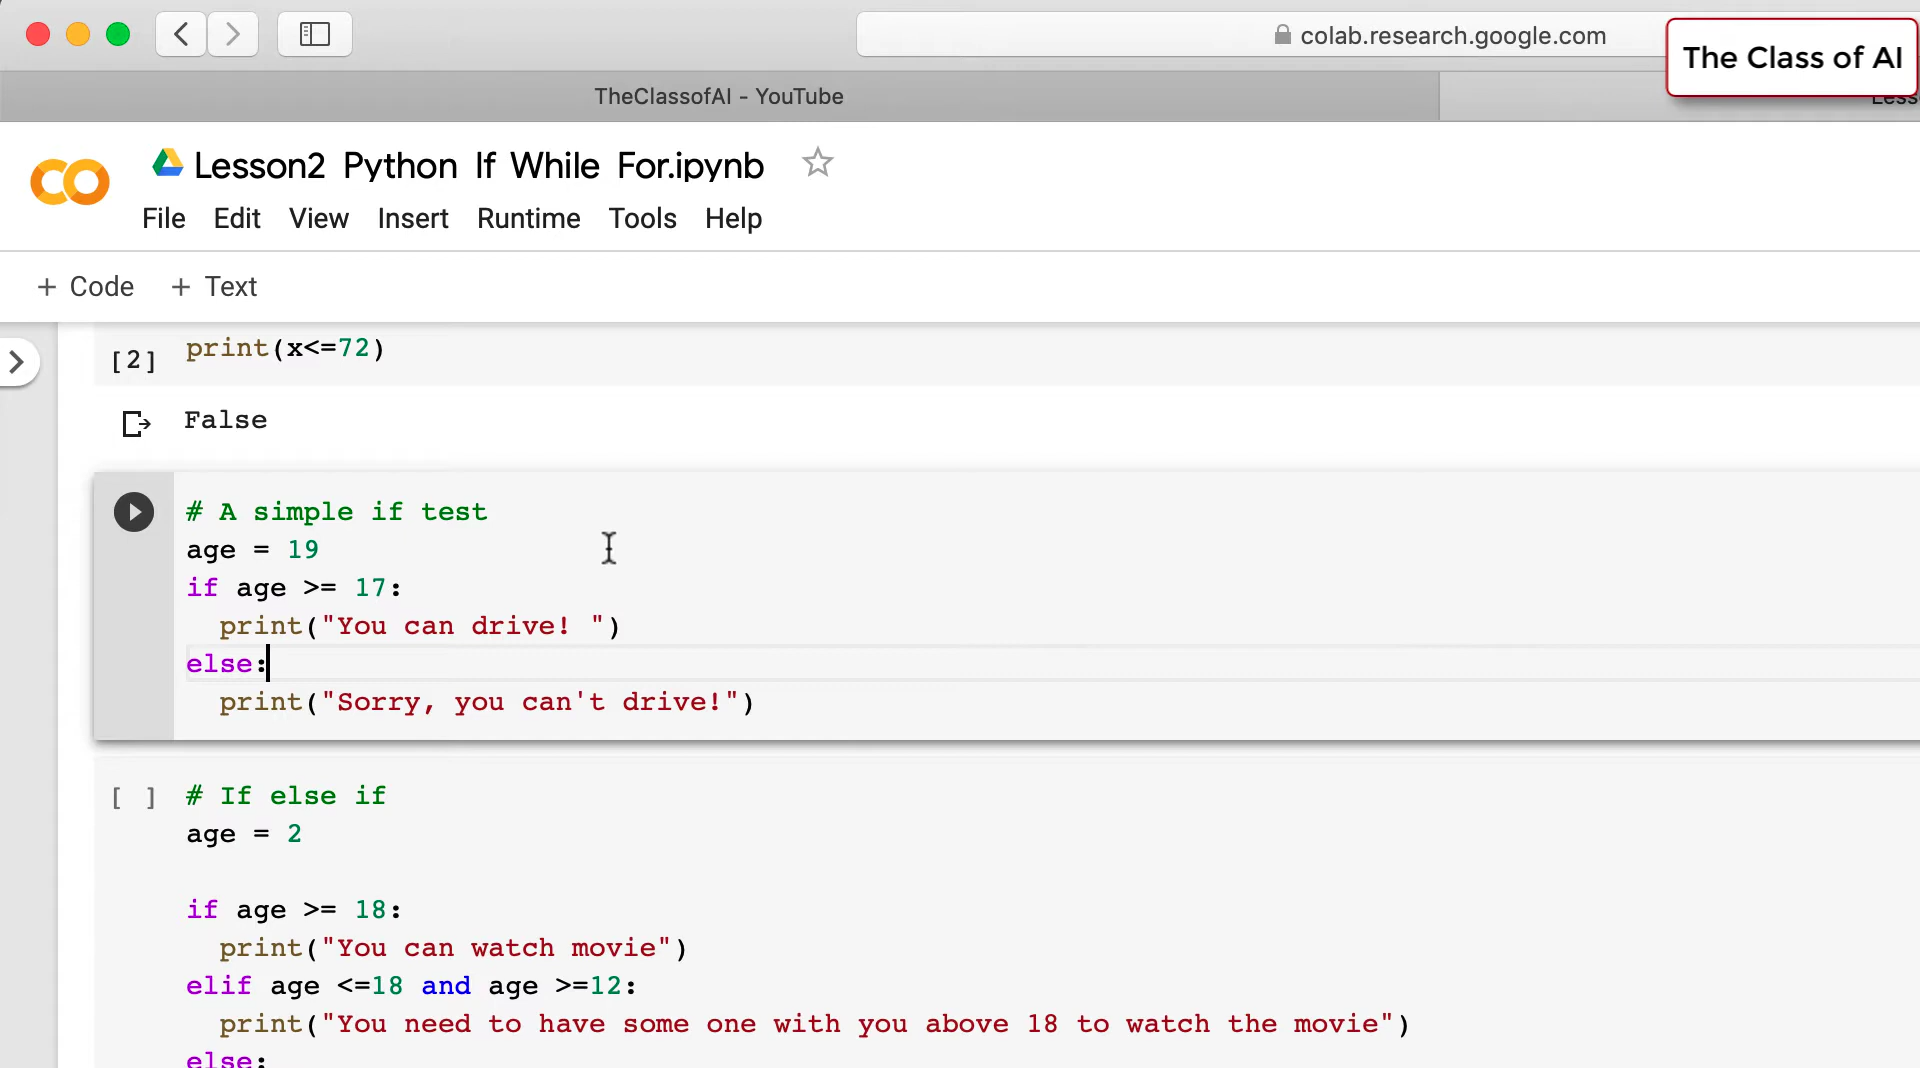 colab.research.google.com
The Class of AI
TheClassofAI - YouTube
Lesson2 Python If While For.ipynb
File Edit View Insert Runtime Tools Help
+ Code + Text
[2] print(x<=72)
False
# A simple if test
age = 19
if age >= 17:
  print("You can drive! ")
else:
  print("Sorry, you can't drive!")
[ ] # If else if
age = 2
if age >= 18:
  print("You can watch movie")
elif age <=18 and age >=12:
  print("You need to have some one with you above 18 to watch the movie")
else: